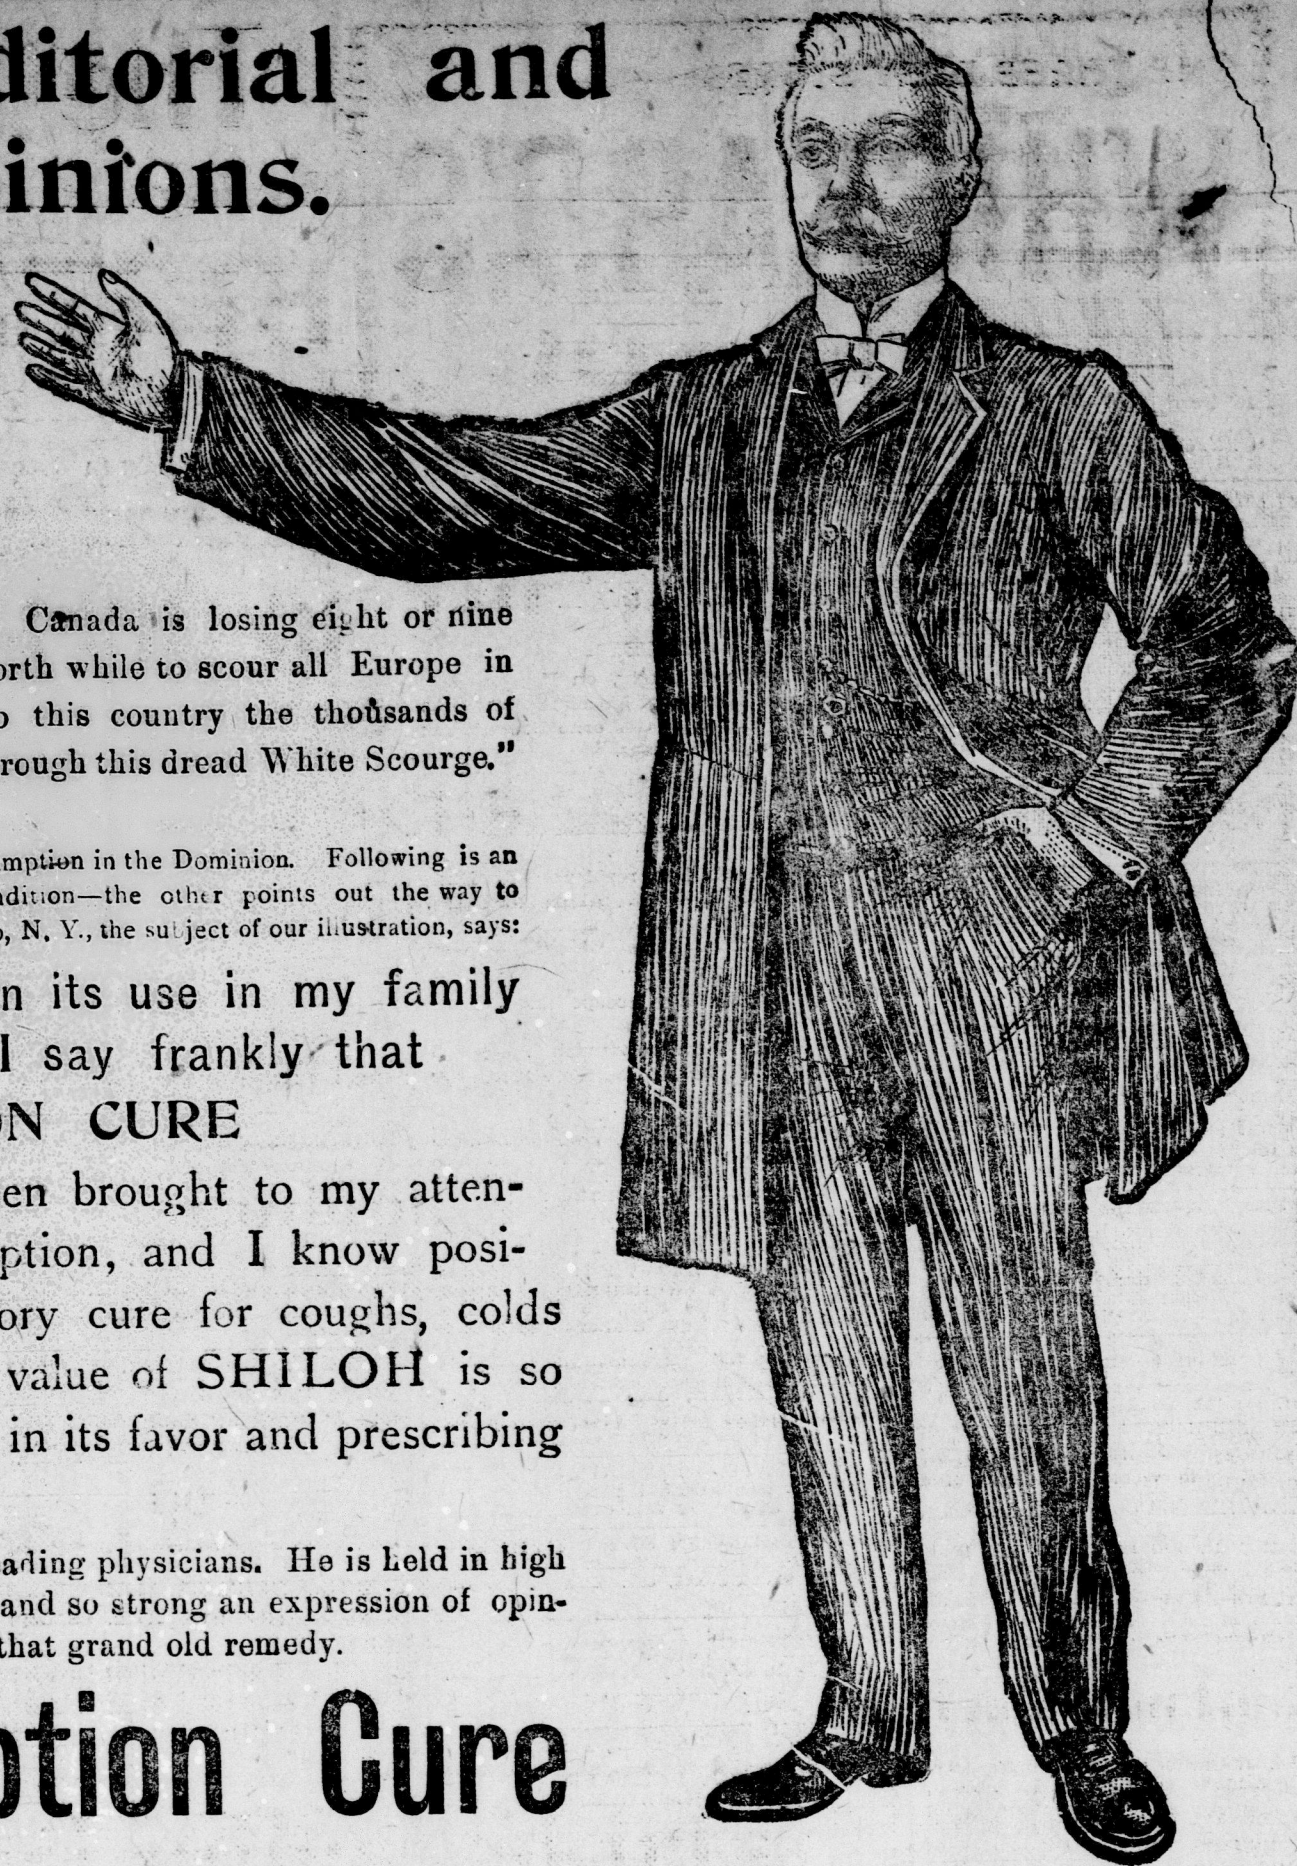 ditorial and
inions.
Canada is losing eight or nine
orth while to scour all Europe in
o this country the thousands of
rough this dread White Scourge."
mption in the Dominion. Following is an
ndition—the other points out the way to
o, N. Y., the subject of our illustration, says:
n its use in my family
I say frankly that
ON CURE
en brought to my atten-
ption, and I know posi-
ory cure for coughs, colds
value of SHILOH is so
in its favor and prescribing
ading physicians. He is held in high
and so strong an expression of opin-
that grand old remedy.
ption Cure